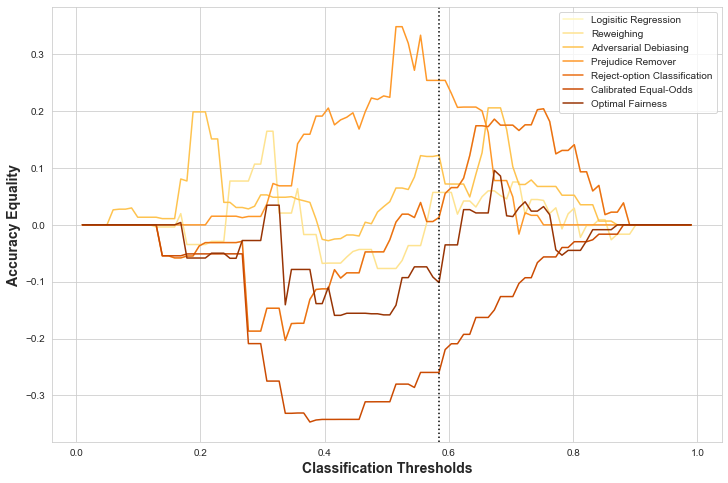 Logisitic Regression
Reweighing
Adversarial Debiasing
Prejudice Remover
Reject-option Classification
Calibrated Equal-Odds
Optimal Fairness
Accuracy Equality
0.3
0.2
0.1
0.0
−0.1
−0.2
−0.3
0.0 0.2 0.4 0.6 0.8 1.0
Classification Thresholds